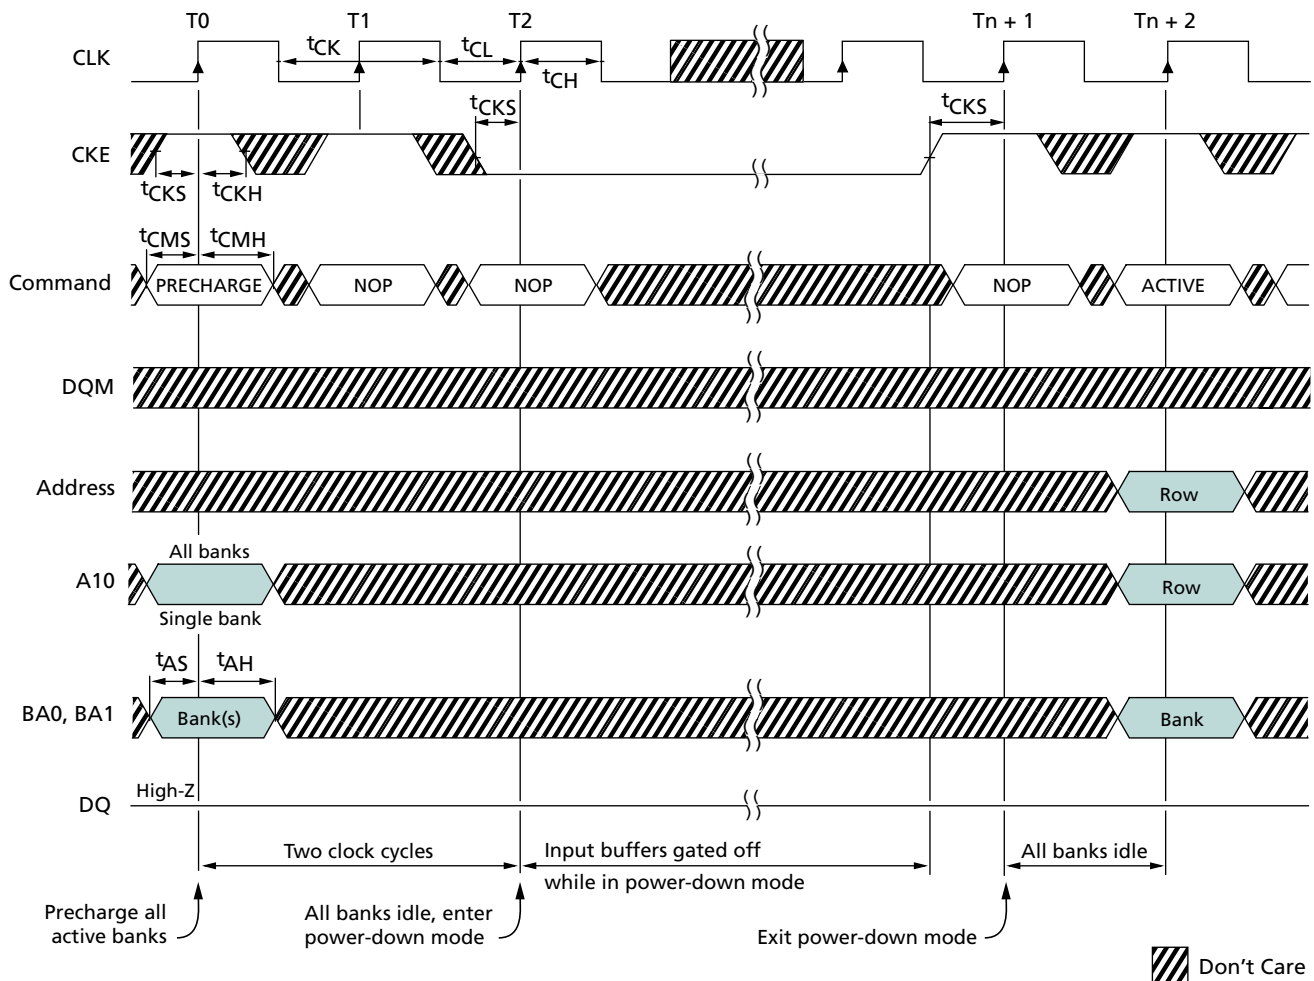 T0 T1 T2 Tn + 1 Tn + 2
CLK
tCK
tCL
tCH
tCKS
tCKS
CKE
tCKS
tCKH
tCMS
tCMH
Command
PRECHARGE
NOP
NOP
NOP
ACTIVE
DQM
Address
Row
All banks
A10
Row
Single bank
tAS
tAH
BA0, BA1
Bank(s)
Bank
High-Z
DQ
Two clock cycles
Input buffers gated off
while in power-down mode
All banks idle
Precharge all
active banks
All banks idle, enter
power-down mode
Exit power-down mode
Don't Care